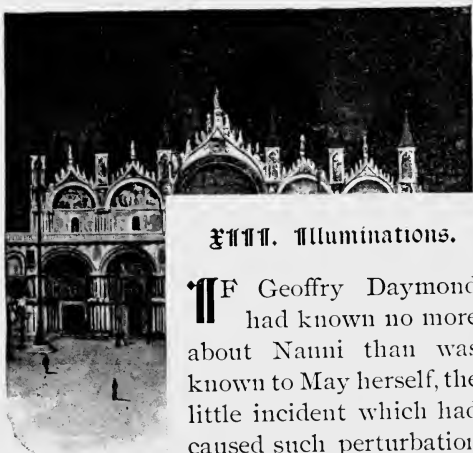 XIII. Illuminations.
IF Geoffry Daymond
had known no more
about Nanni than was
known to May herself, the
little incident which had
caused such perturbation